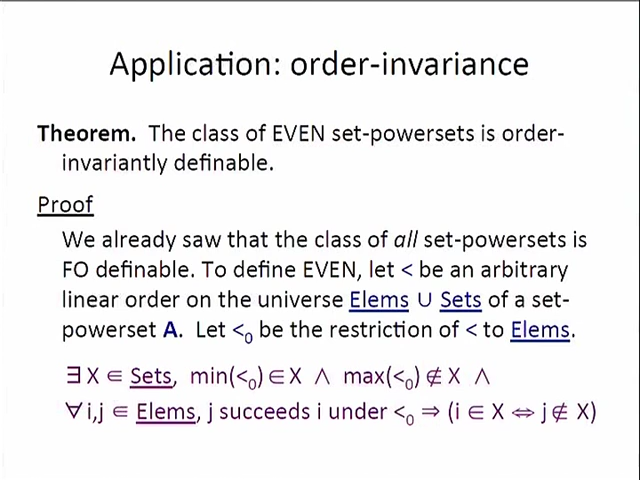 Application: order-invariance
Theorem. The class of EVEN set-powersets is order-
invariantly definable.
Proof
We already saw that the class of all set-powersets is
FO definable. To define EVEN, let < be an arbitrary
linear order on the universe Elems ∪ Sets of a set-
powerset A. Let <₀ be the restriction of < to Elems.
∃ X ∈ Sets, min(<₀) ∈ X ∧ max(<₀) ∉ X ∧
∀ i,j ∈ Elems, j succeeds i under <₀ ⇒ (i ∈ X ⇔ j ∉ X)